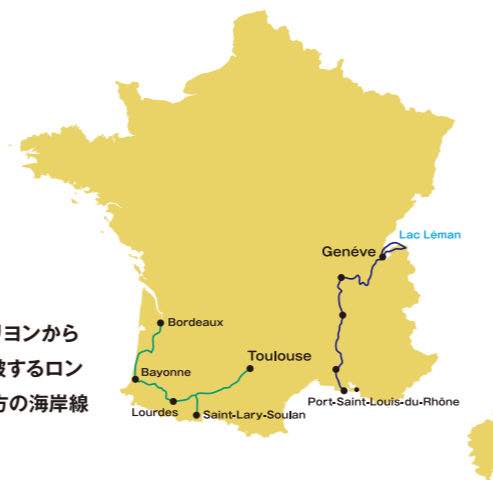 Lac Léman
Genéve
Bordeaux
Toulouse
Bayonne
Lourdes
Saint-Lary-Soulan
Port-Saint-Louis-du-Rhône
リヨンから
破するロン
方の海岸線